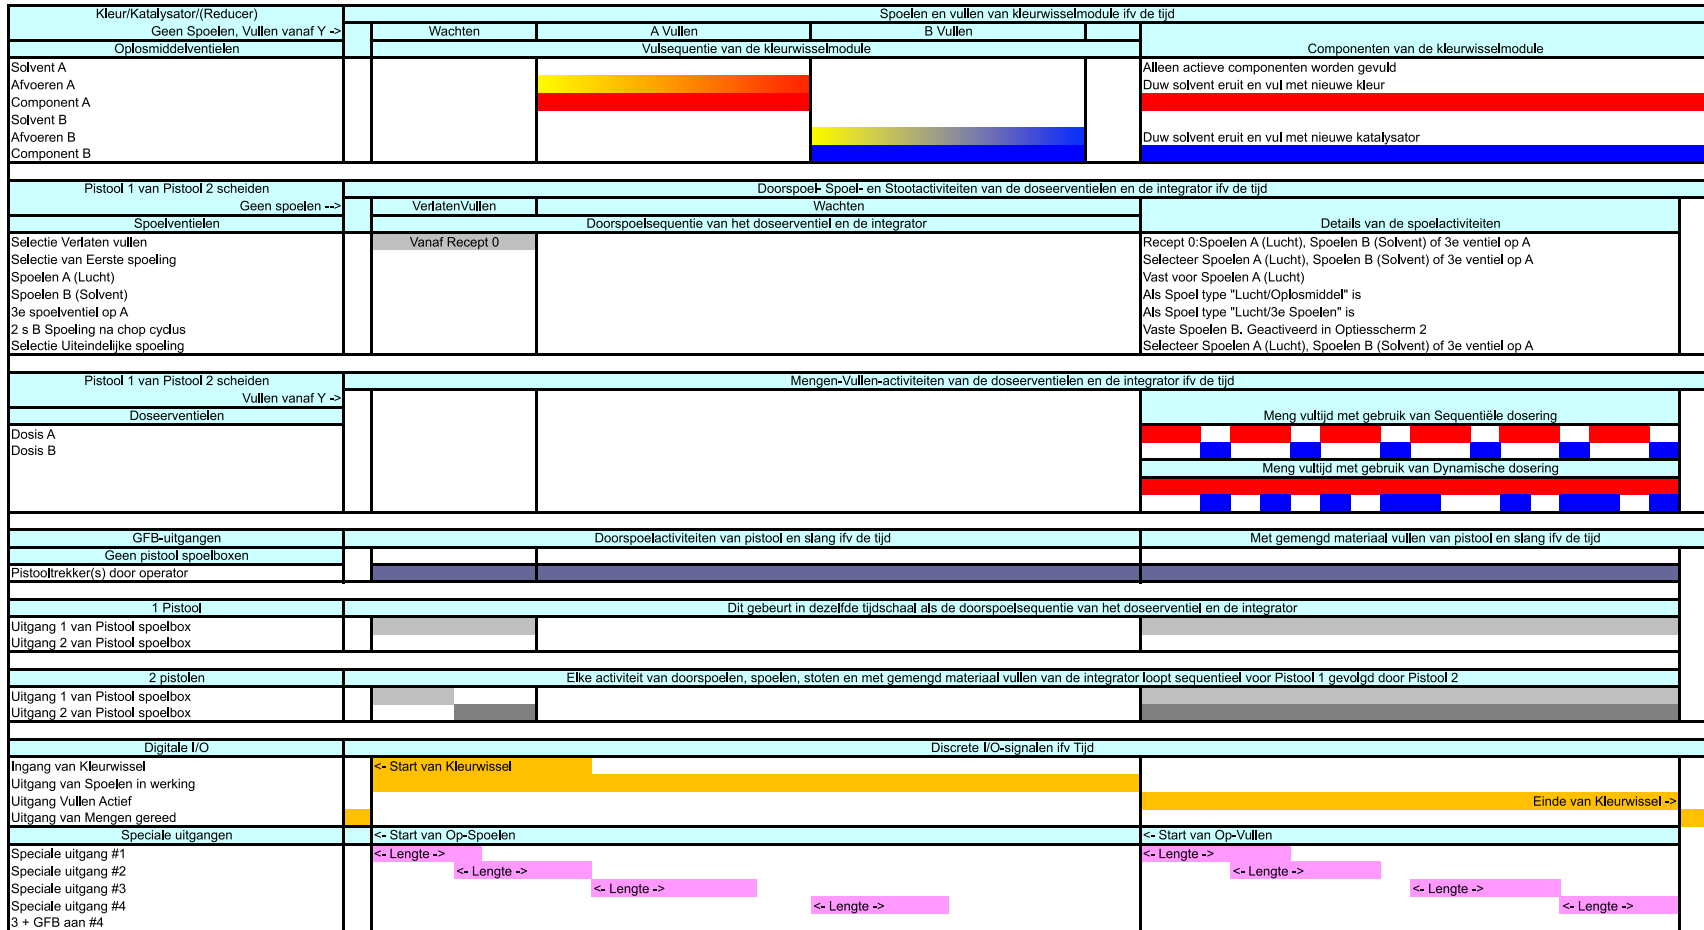 Kleur/Katalysator/(Reducer)
Spoelen en vullen van kleurwisselmodule ifv de tijd
Geen Spoelen, Vullen vanaf Y ->
Wachten
A Vullen
B Vullen
Oplosmiddelventielen
Vulsequentie van de kleurwisselmodule
Componenten van de kleurwisselmodule
Solvent A
Alleen actieve componenten worden gevuld
Afvoeren A
Duw solvent eruit en vul met nieuwe kleur
Component A
Solvent B
Afvoeren B
Duw solvent eruit en vul met nieuwe katalysator
Component B
Pistool 1 van Pistool 2 scheiden
Doorspoel- Spoel- en Stootactiviteiten van de doseerventielen en de integrator ifv de tijd
Geen spoelen -->
VerlatenVullen
Wachten
Spoelventielen
Doorspoelsequentie van het doseerventiel en de integrator
Details van de spoelactiviteiten
Selectie Verlaten vullen
Vanaf Recept 0
Recept 0:Spoelen A (Lucht), Spoelen B (Solvent) of 3e ventiel op A
Selectie van Eerste spoeling
Selecteer Spoelen A (Lucht), Spoelen B (Solvent) of 3e ventiel op A
Spoelen A (Lucht)
Vast voor Spoelen A (Lucht)
Spoelen B (Solvent)
Als Spoel type "Lucht/Oplosmiddel" is
3e spoelventiel op A
Als Spoel type "Lucht/3e Spoelen" is
2 s B Spoeling na chop cyclus
Vaste Spoelen B. Geactiveerd in Optiesscherm 2
Selectie Uiteindelijke spoeling
Selecteer Spoelen A (Lucht), Spoelen B (Solvent) of 3e ventiel op A
Pistool 1 van Pistool 2 scheiden
Mengen-Vullen-activiteiten van de doseerventielen en de integrator ifv de tijd
Vullen vanaf Y ->
Doseerventielen
Meng vultijd met gebruik van Sequentiële dosering
Dosis A
Dosis B
Meng vultijd met gebruik van Dynamische dosering
GFB-uitgangen
Doorspoelactiviteiten van pistool en slang ifv de tijd
Met gemengd materiaal vullen van pistool en slang ifv de tijd
Geen pistool spoelboxen
Pistooltrekker(s) door operator
1 Pistool
Dit gebeurt in dezelfde tijdschaal als de doorspoelsequentie van het doseerventiel en de integrator
Uitgang 1 van Pistool spoelbox
Uitgang 2 van Pistool spoelbox
2 pistolen
Elke activiteit van doorspoelen, spoelen, stoten en met gemengd materiaal vullen van de integrator loopt sequentieel voor Pistool 1 gevolgd door Pistool 2
Uitgang 1 van Pistool spoelbox
Uitgang 2 van Pistool spoelbox
Digitale I/O
Discrete I/O-signalen ifv Tijd
Ingang van Kleurwissel
<- Start van Kleurwissel
Uitgang van Spoelen in werking
Uitgang Vullen Actief
Einde van Kleurwissel ->
Uitgang van Mengen gereed
Speciale uitgangen
<- Start van Op-Spoelen
<- Start van Op-Vullen
Speciale uitgang #1
<- Lengte ->
<- Lengte ->
Speciale uitgang #2
<- Lengte ->
<- Lengte ->
Speciale uitgang #3
<- Lengte ->
<- Lengte ->
Speciale uitgang #4
<- Lengte ->
<- Lengte ->
3 + GFB aan #4